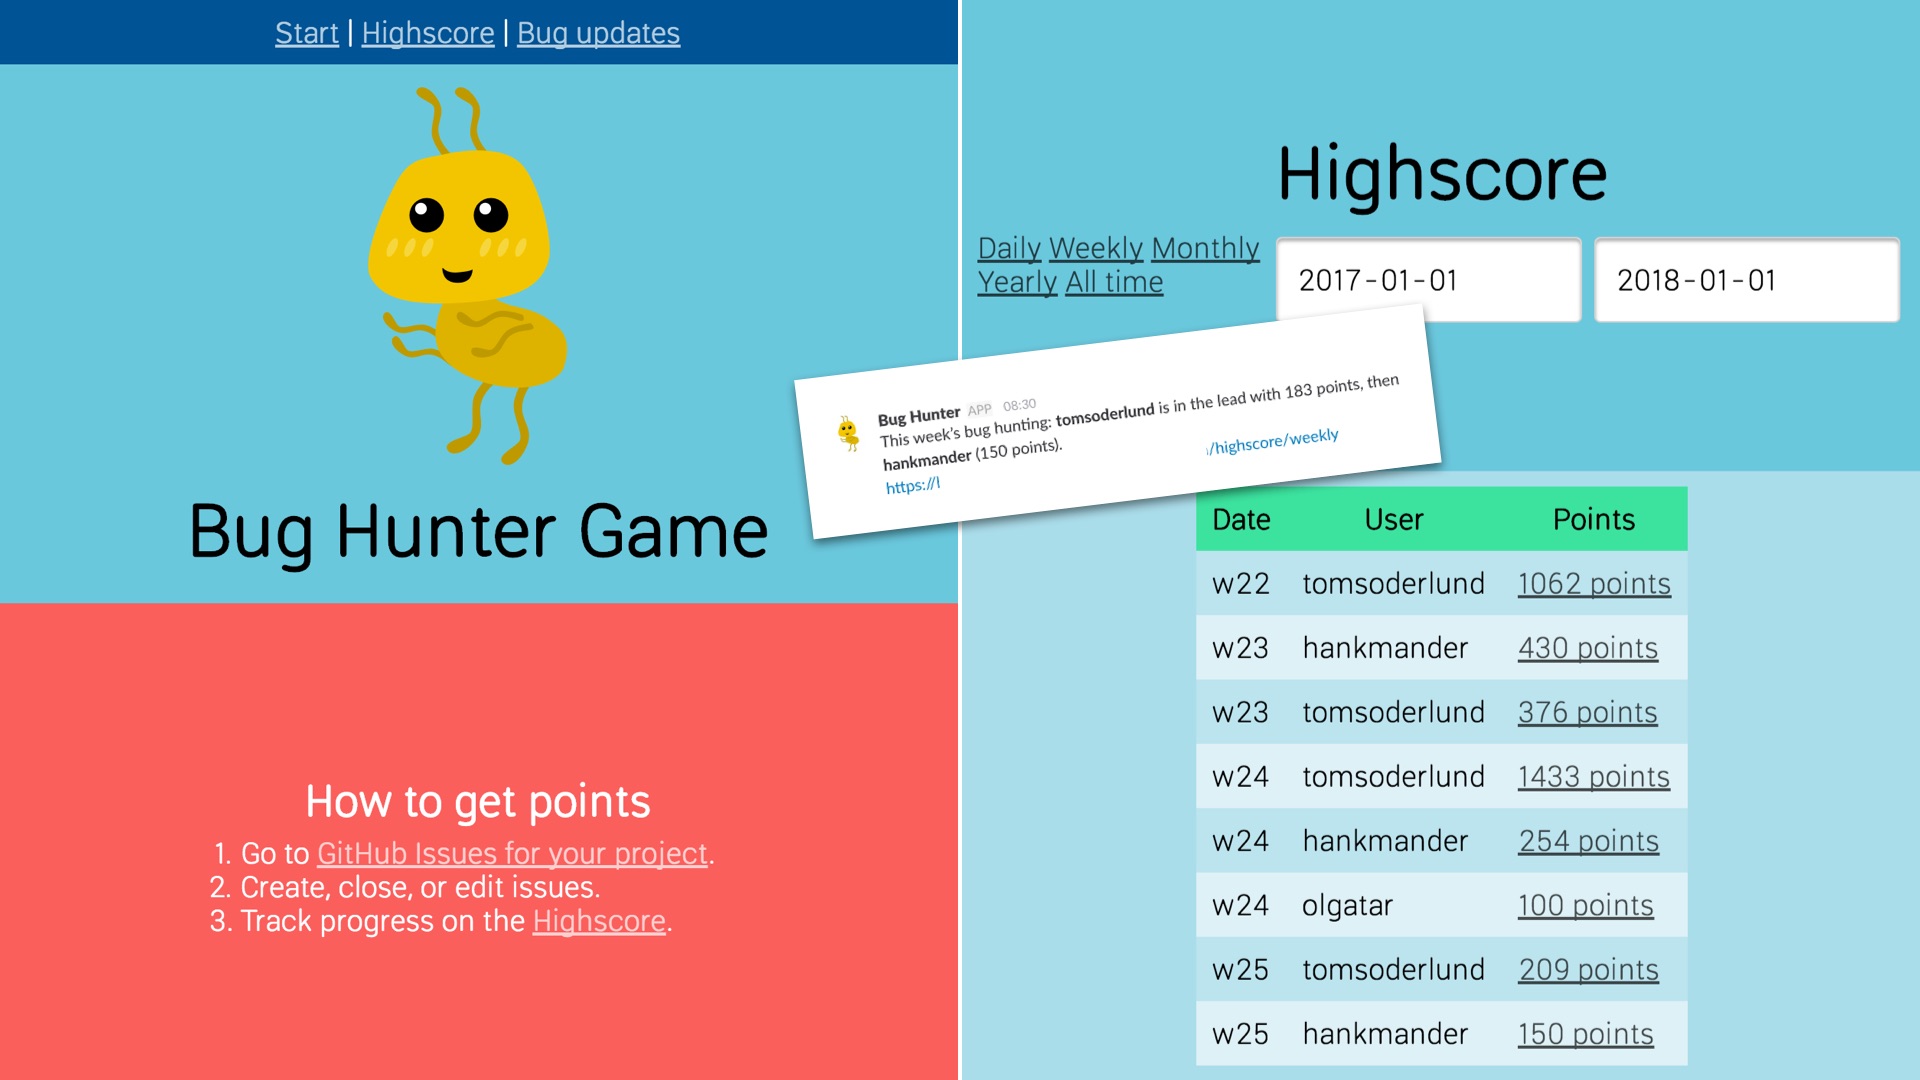 Start | Highscore | Bug updates
Bug Hunter Game
How to get points
1. Go to GitHub Issues for your project.
2. Create, close, or edit issues.
3. Track progress on the Highscore.
Highscore
Daily Weekly Monthly
Yearly All time
2017-01-01
2018-01-01
Bug Hunter APP 08:30
This week's bug hunting: tomsoderlund is in the lead with 183 points, then
hankmander (150 points).
https:// /highscore/weekly
Date User Points
w22 tomsoderlund 1062 points
w23 hankmander 430 points
w23 tomsoderlund 376 points
w24 tomsoderlund 1433 points
w24 hankmander 254 points
w24 olgatar 100 points
w25 tomsoderlund 209 points
w25 hankmander 150 points